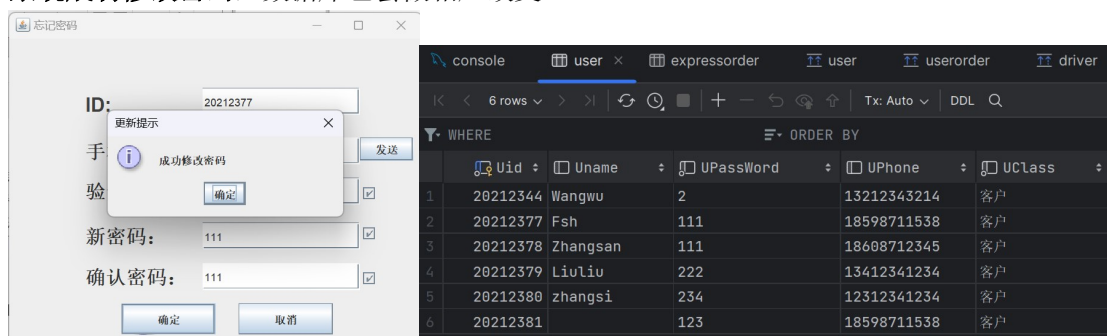 忘记密码
ID:
20212377
更新提示
成功修改密码
确定
手
发送
验
新密码：
111
确认密码：
111
确定
取消
console
user
expressorder
user
userorder
driver
6 rows
Tx: Auto
DDL
WHERE
ORDER BY
Uid
Uname
UPassWord
UPhone
UClass
1 20212344 Wangwu 2 13212343214 客户
2 20212377 Fsh 111 18598711538 客户
3 20212378 Zhangsan 111 18608712345 客户
4 20212379 Liuliu 222 13412341234 客户
5 20212380 zhangsi 234 12312341234 客户
6 20212381 123 18598711538 客户